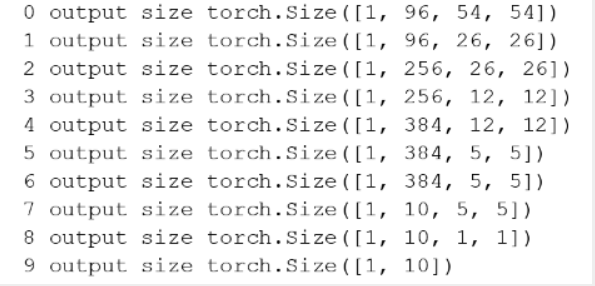 0 output size torch.Size([1, 96, 54, 54])
1 output size torch.Size([1, 96, 26, 26])
2 output size torch.Size([1, 256, 26, 26])
3 output size torch.Size([1, 256, 12, 12])
4 output size torch.Size([1, 384, 12, 12])
5 output size torch.Size([1, 384, 5, 5])
6 output size torch.Size([1, 384, 5, 5])
7 output size torch.Size([1, 10, 5, 5])
8 output size torch.Size([1, 10, 1, 1])
9 output size torch.Size([1, 10])